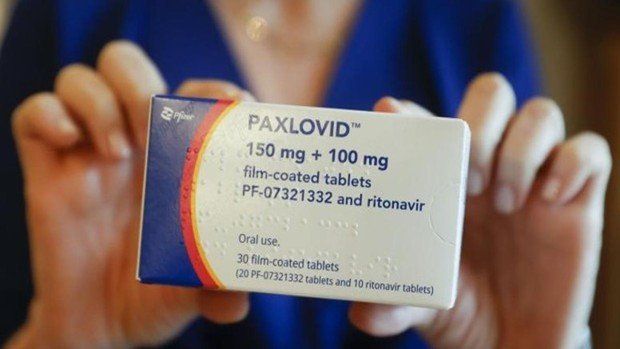 Pfizer
PAXLOVID™
150 mg + 100 mg
film-coated tablets
PF-07321332 and ritonavir
Oral use.
30 film-coated tablets
(20 PF-07321332 tablets and 10 ritonavir tablets)